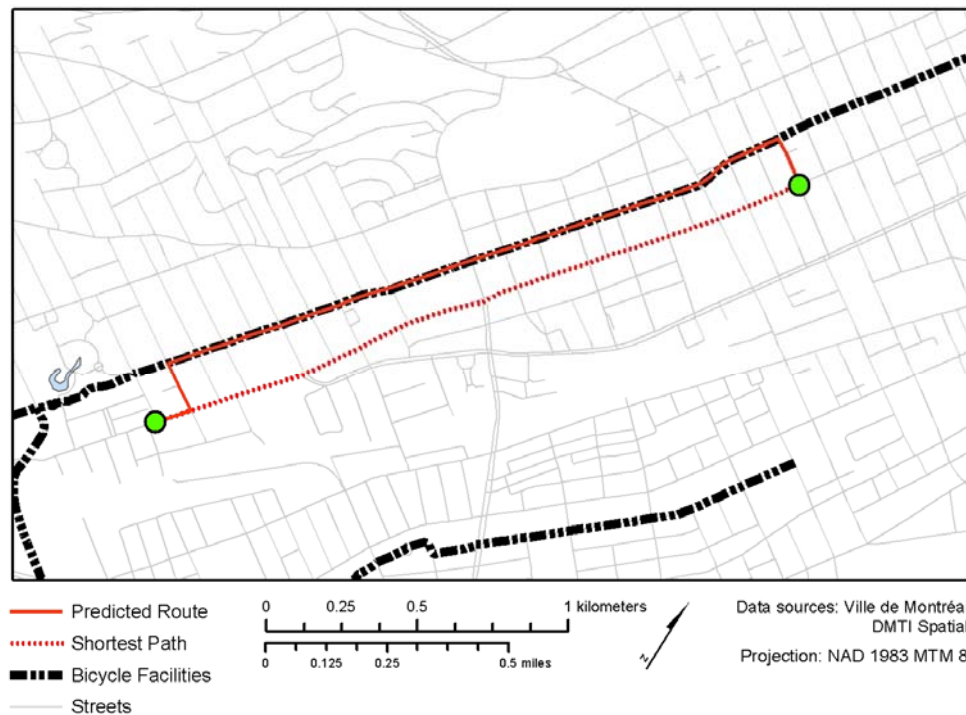 Predicted Route
Shortest Path
Bicycle Facilities
Streets
0 0.25 0.5 1 kilometers
0 0.125 0.25 0.5 miles
N
Data sources: Ville de Montréa
DMTI Spatial
Projection: NAD 1983 MTM 8